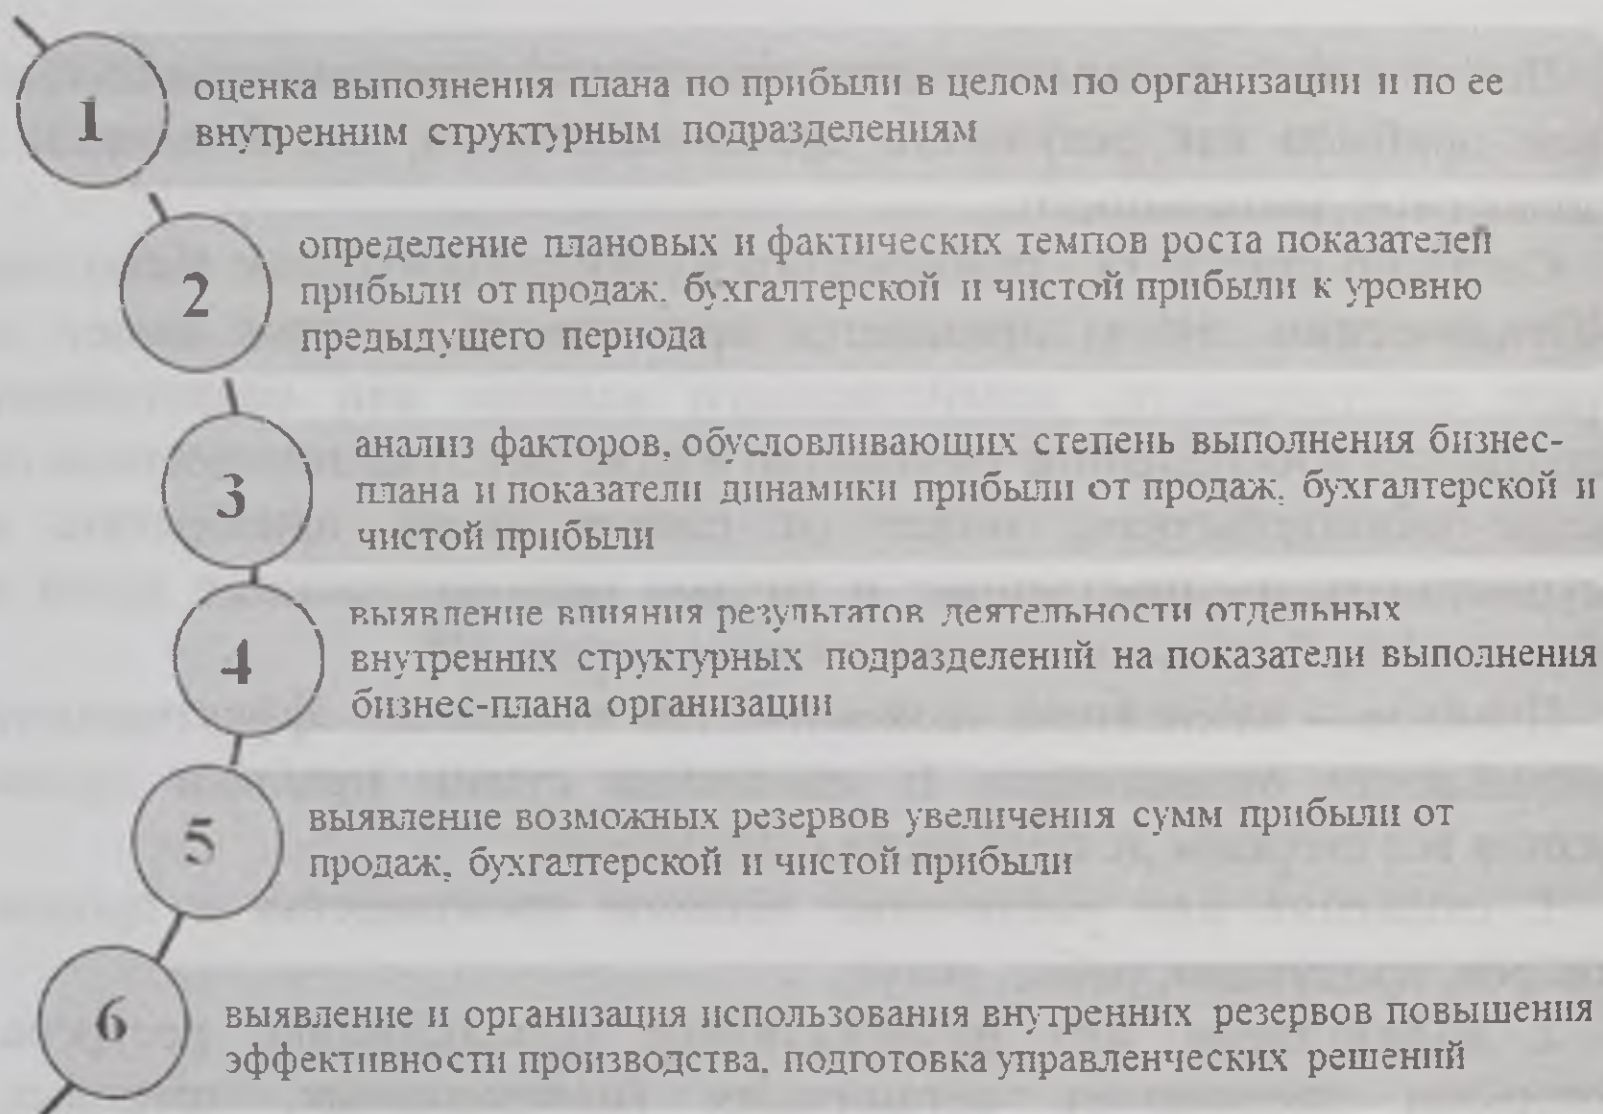 1
оценка выполнения плана по прибыли в целом по организации и по ее
внутренним структурным подразделениям
2
определение плановых и фактических темпов роста показателей
прибыли от продаж, бухгалтерской и чистой прибыли к уровню
предыдущего периода
3
анализ факторов, обусловливающих степень выполнения бизнес-
плана и показатели динамики прибыли от продаж, бухгалтерской и
чистой прибыли
4
выявление влияния результатов деятельности отдельных
внутренних структурных подразделений на показатели выполнения
бизнес-плана организации
5
выявление возможных резервов увеличения сумм прибыли от
продаж, бухгалтерской и чистой прибыли
6
выявление и организация использования внутренних резервов повышения
эффективности производства, подготовка управленческих решений